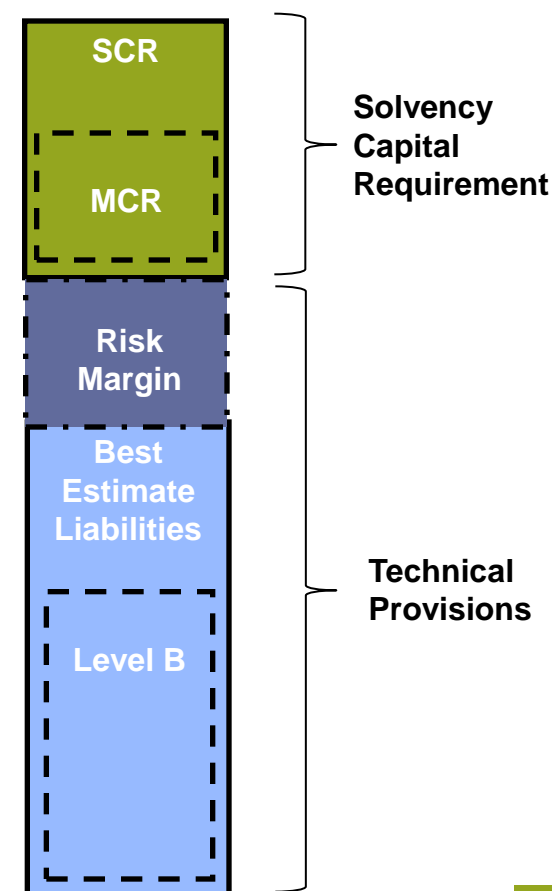 SCR
MCR
Solvency
Capital
Requirement
Risk
Margin
Best
Estimate
Liabilities
Level B
Technical
Provisions